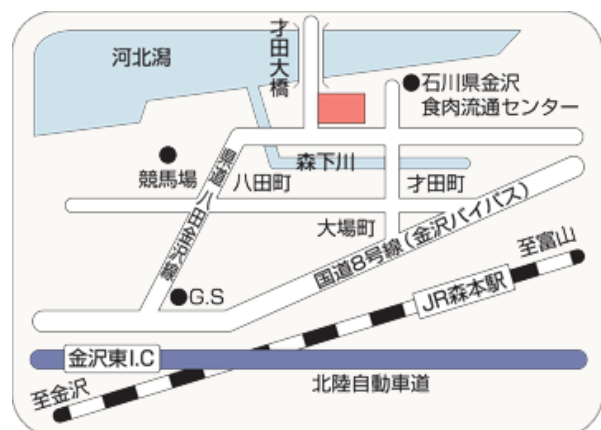 河北潟
才田大橋
石川県金沢
食肉流通センター
競馬場
県道 八田金沢線
八田町
森下川
才田町
大場町
国道8号線(金沢バイパス)
至富山
G.S
JR森本駅
金沢東I.C
北陸自動車道
至金沢